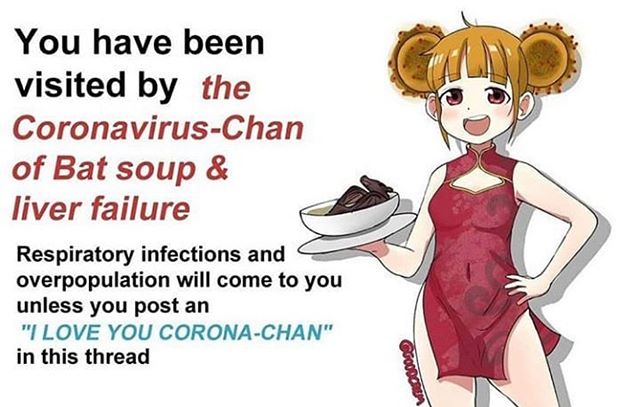 You have been
visited by the
Coronavirus-Chan
of Bat soup &
liver failure
Respiratory infections and
overpopulation will come to you
unless you post an
"I LOVE YOU CORONA-CHAN"
in this thread